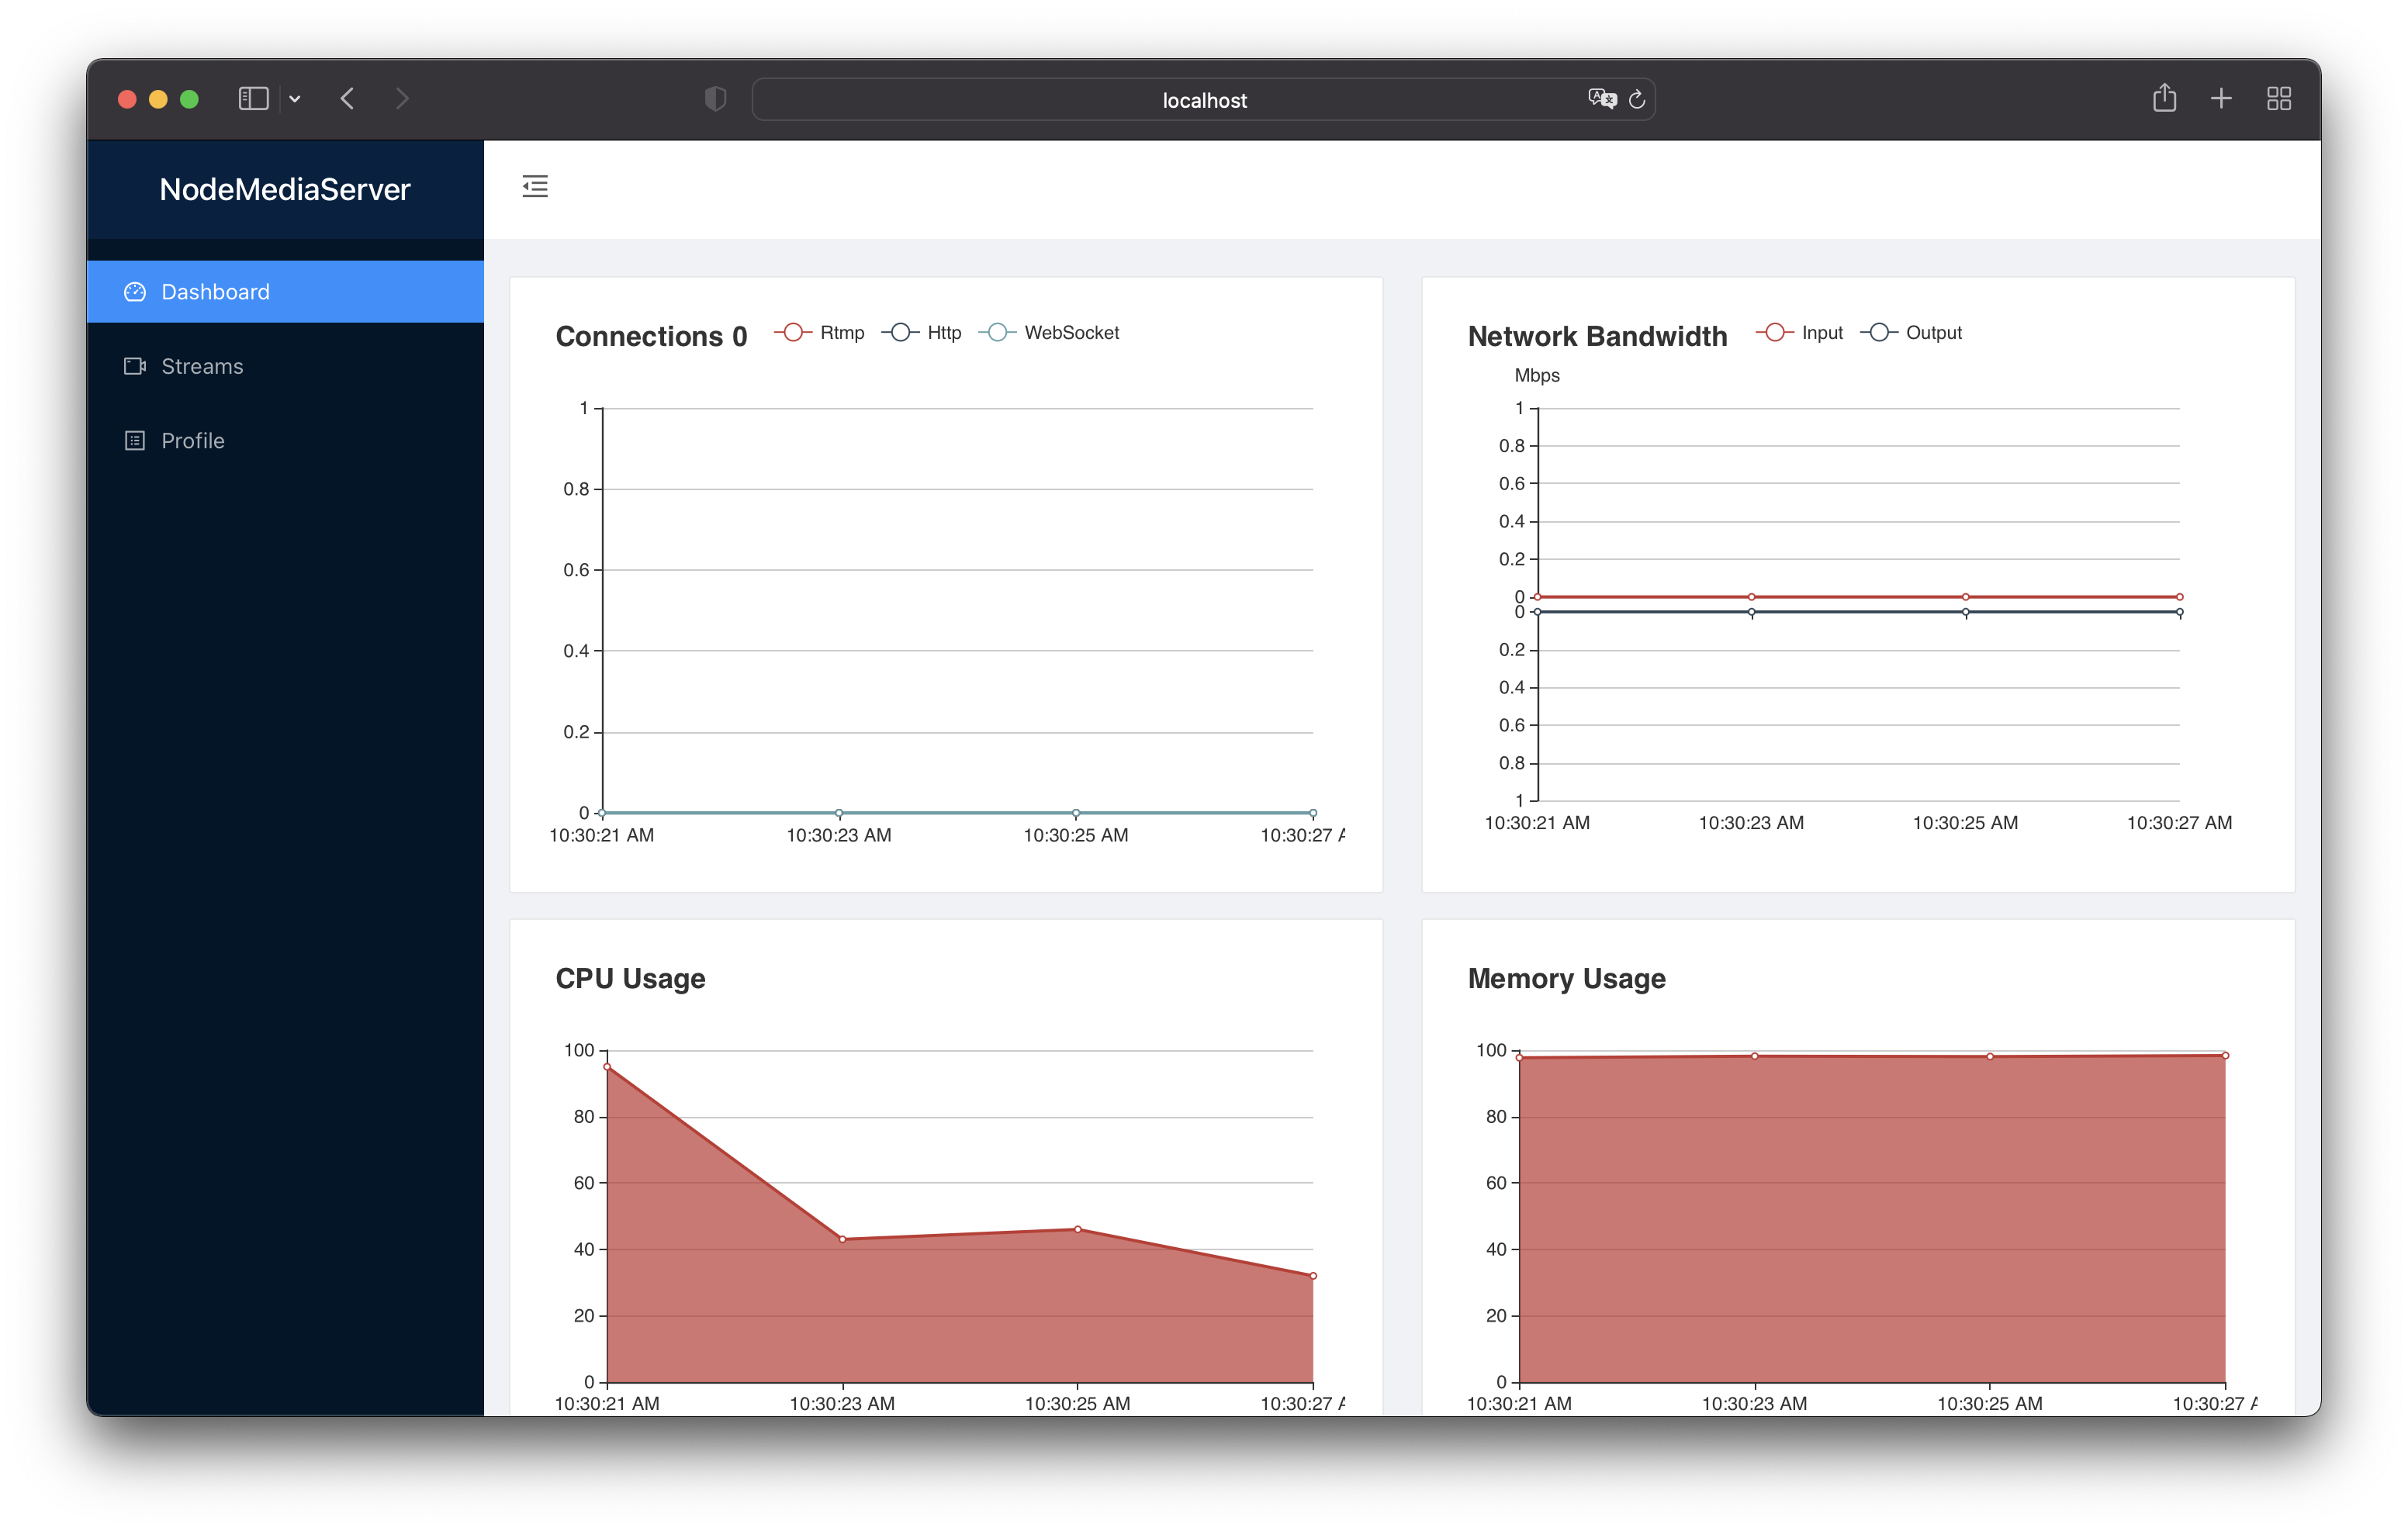 localhost
NodeMediaServer
Dashboard
Streams
Profile
Connections 0 Rtmp Http WebSocket
1
0.8
0.6
0.4
0.2
0
10:30:21 AM 10:30:23 AM 10:30:25 AM 10:30:27 A
Network Bandwidth Input Output
Mbps
1
0.8
0.6
0.4
0.2
0
0
0.2
0.4
0.6
0.8
1
10:30:21 AM 10:30:23 AM 10:30:25 AM 10:30:27 AM
CPU Usage
100
80
60
40
20
0
10:30:21 AM 10:30:23 AM 10:30:25 AM 10:30:27 A
Memory Usage
100
80
60
40
20
0
10:30:21 AM 10:30:23 AM 10:30:25 AM 10:30:27 A